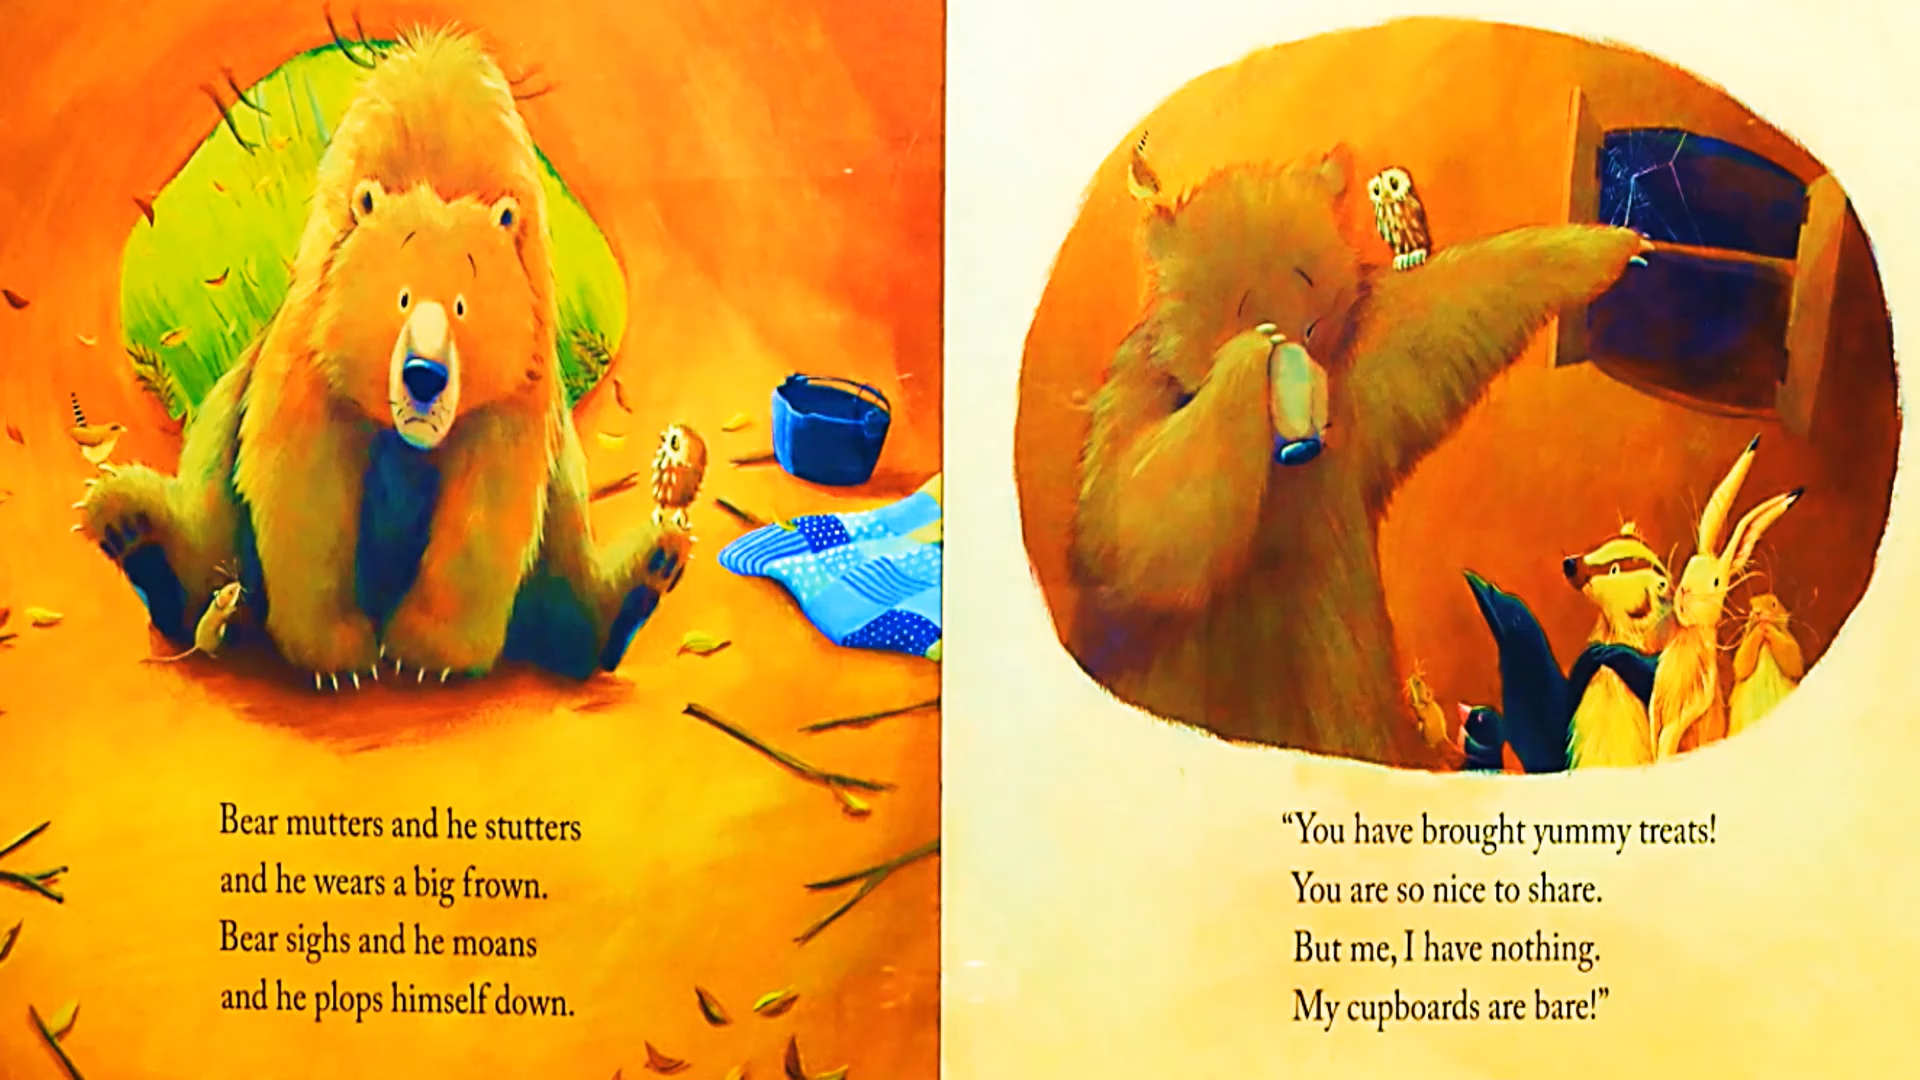 Bear mutters and he stutters
and he wears a big frown.
Bear sighs and he moans
and he plops himself down.
“You have brought yummy treats!
You are so nice to share.
But me, I have nothing.
My cupboards are bare!”